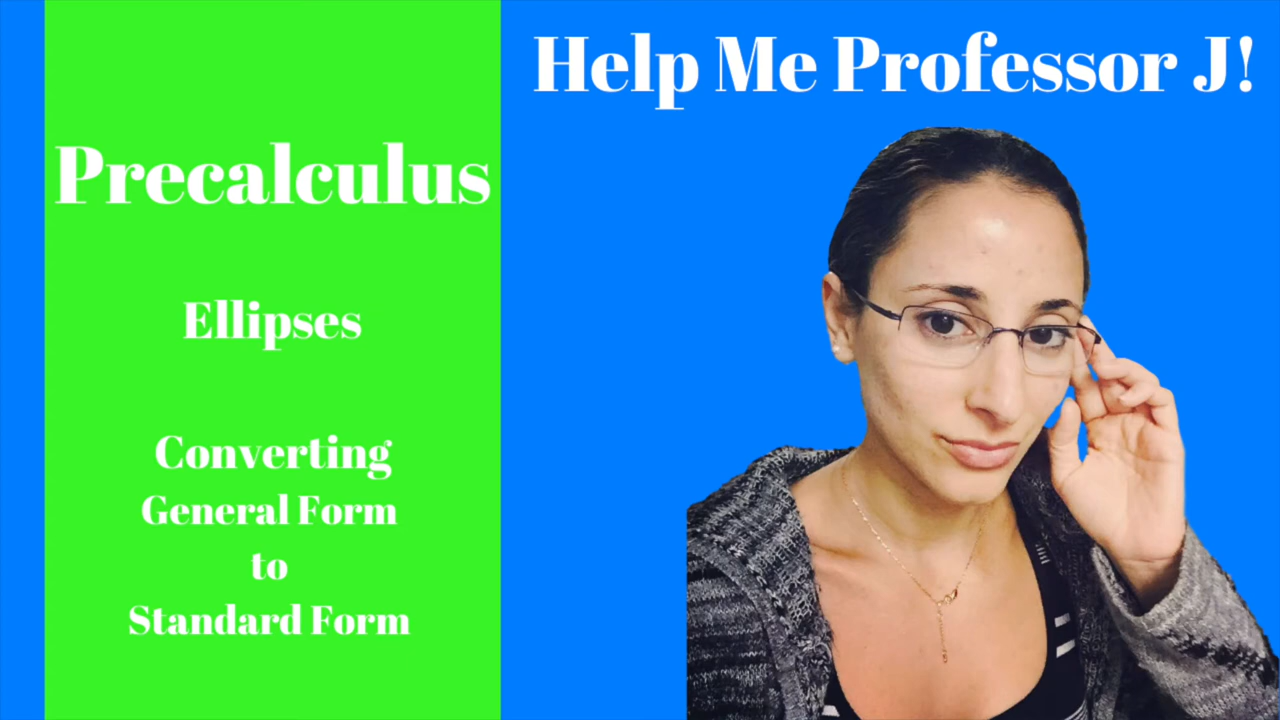 Help Me Professor J!
Precalculus
Ellipses
Converting
General Form
to
Standard Form